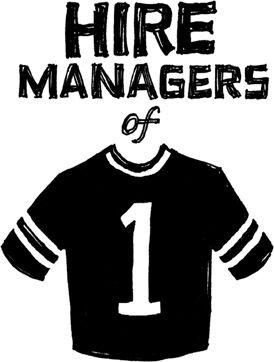 HIRE
MANAGERS
of
1